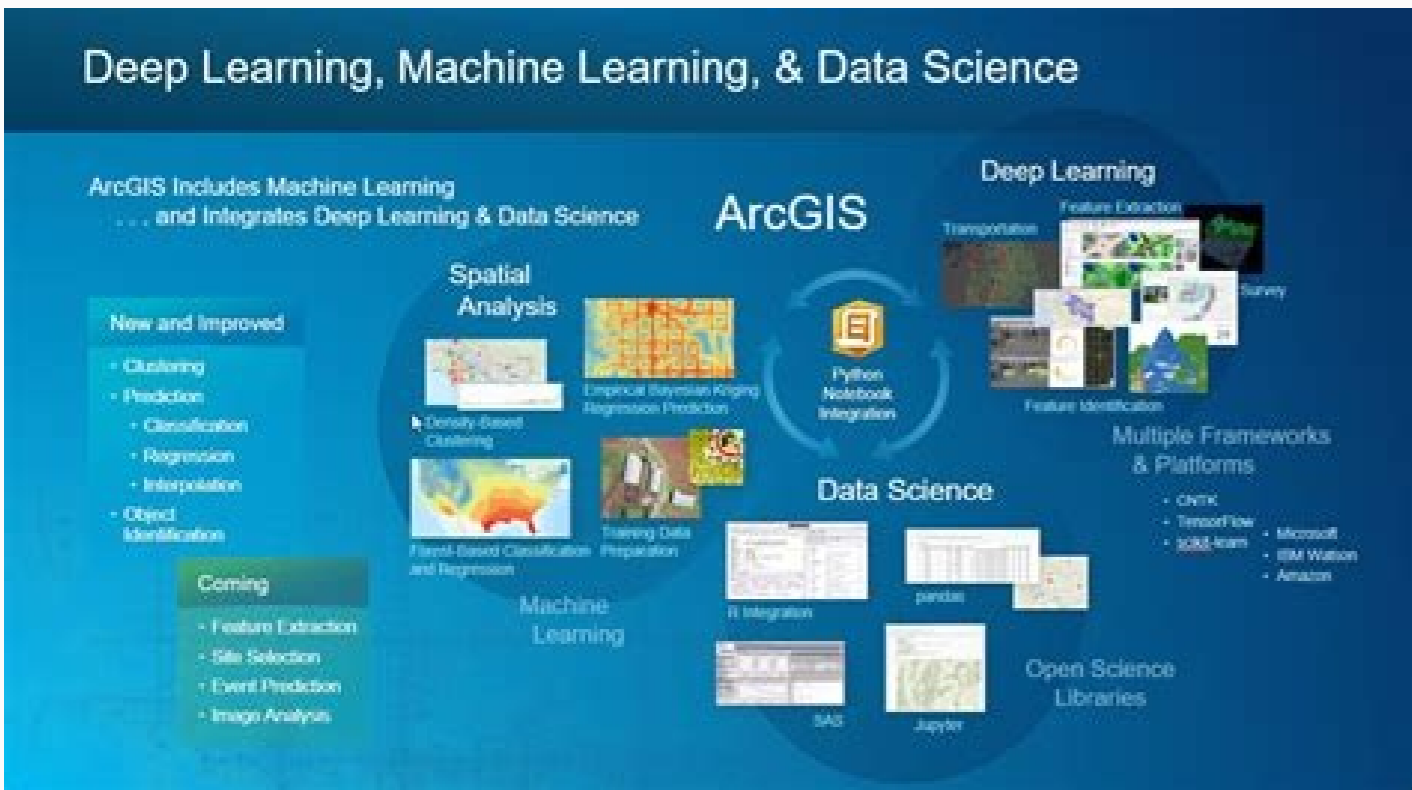 Deep Learning, Machine Learning, & Data Science
ArcGIS Includes Machine Learning
. . . and Integrates Deep Learning & Data Science
New and Improved
• Clustering
• Prediction
• Classification
• Regression
• Interpolation
• Object
Identification
Coming
• Feature Extraction
• Site Selection
• Event Prediction
• Image Analysis
Spatial
Analysis
Density-Based
Clustering
Empirical Bayesian Kriging
Regression Prediction
Forest-Based Classification
and Regression
Training Data
Preparation
Machine
Learning
ArcGIS
Python
Notebook
Integration
Deep Learning
Transportation
Feature Extraction
Survey
Feature Identification
Multiple Frameworks
& Platforms
• CNTK
• TensorFlow
• scikit-learn
• Microsoft
• IBM Watson
• Amazon
Data Science
R Integration
pandas
SAS
Jupyter
Open Science
Libraries